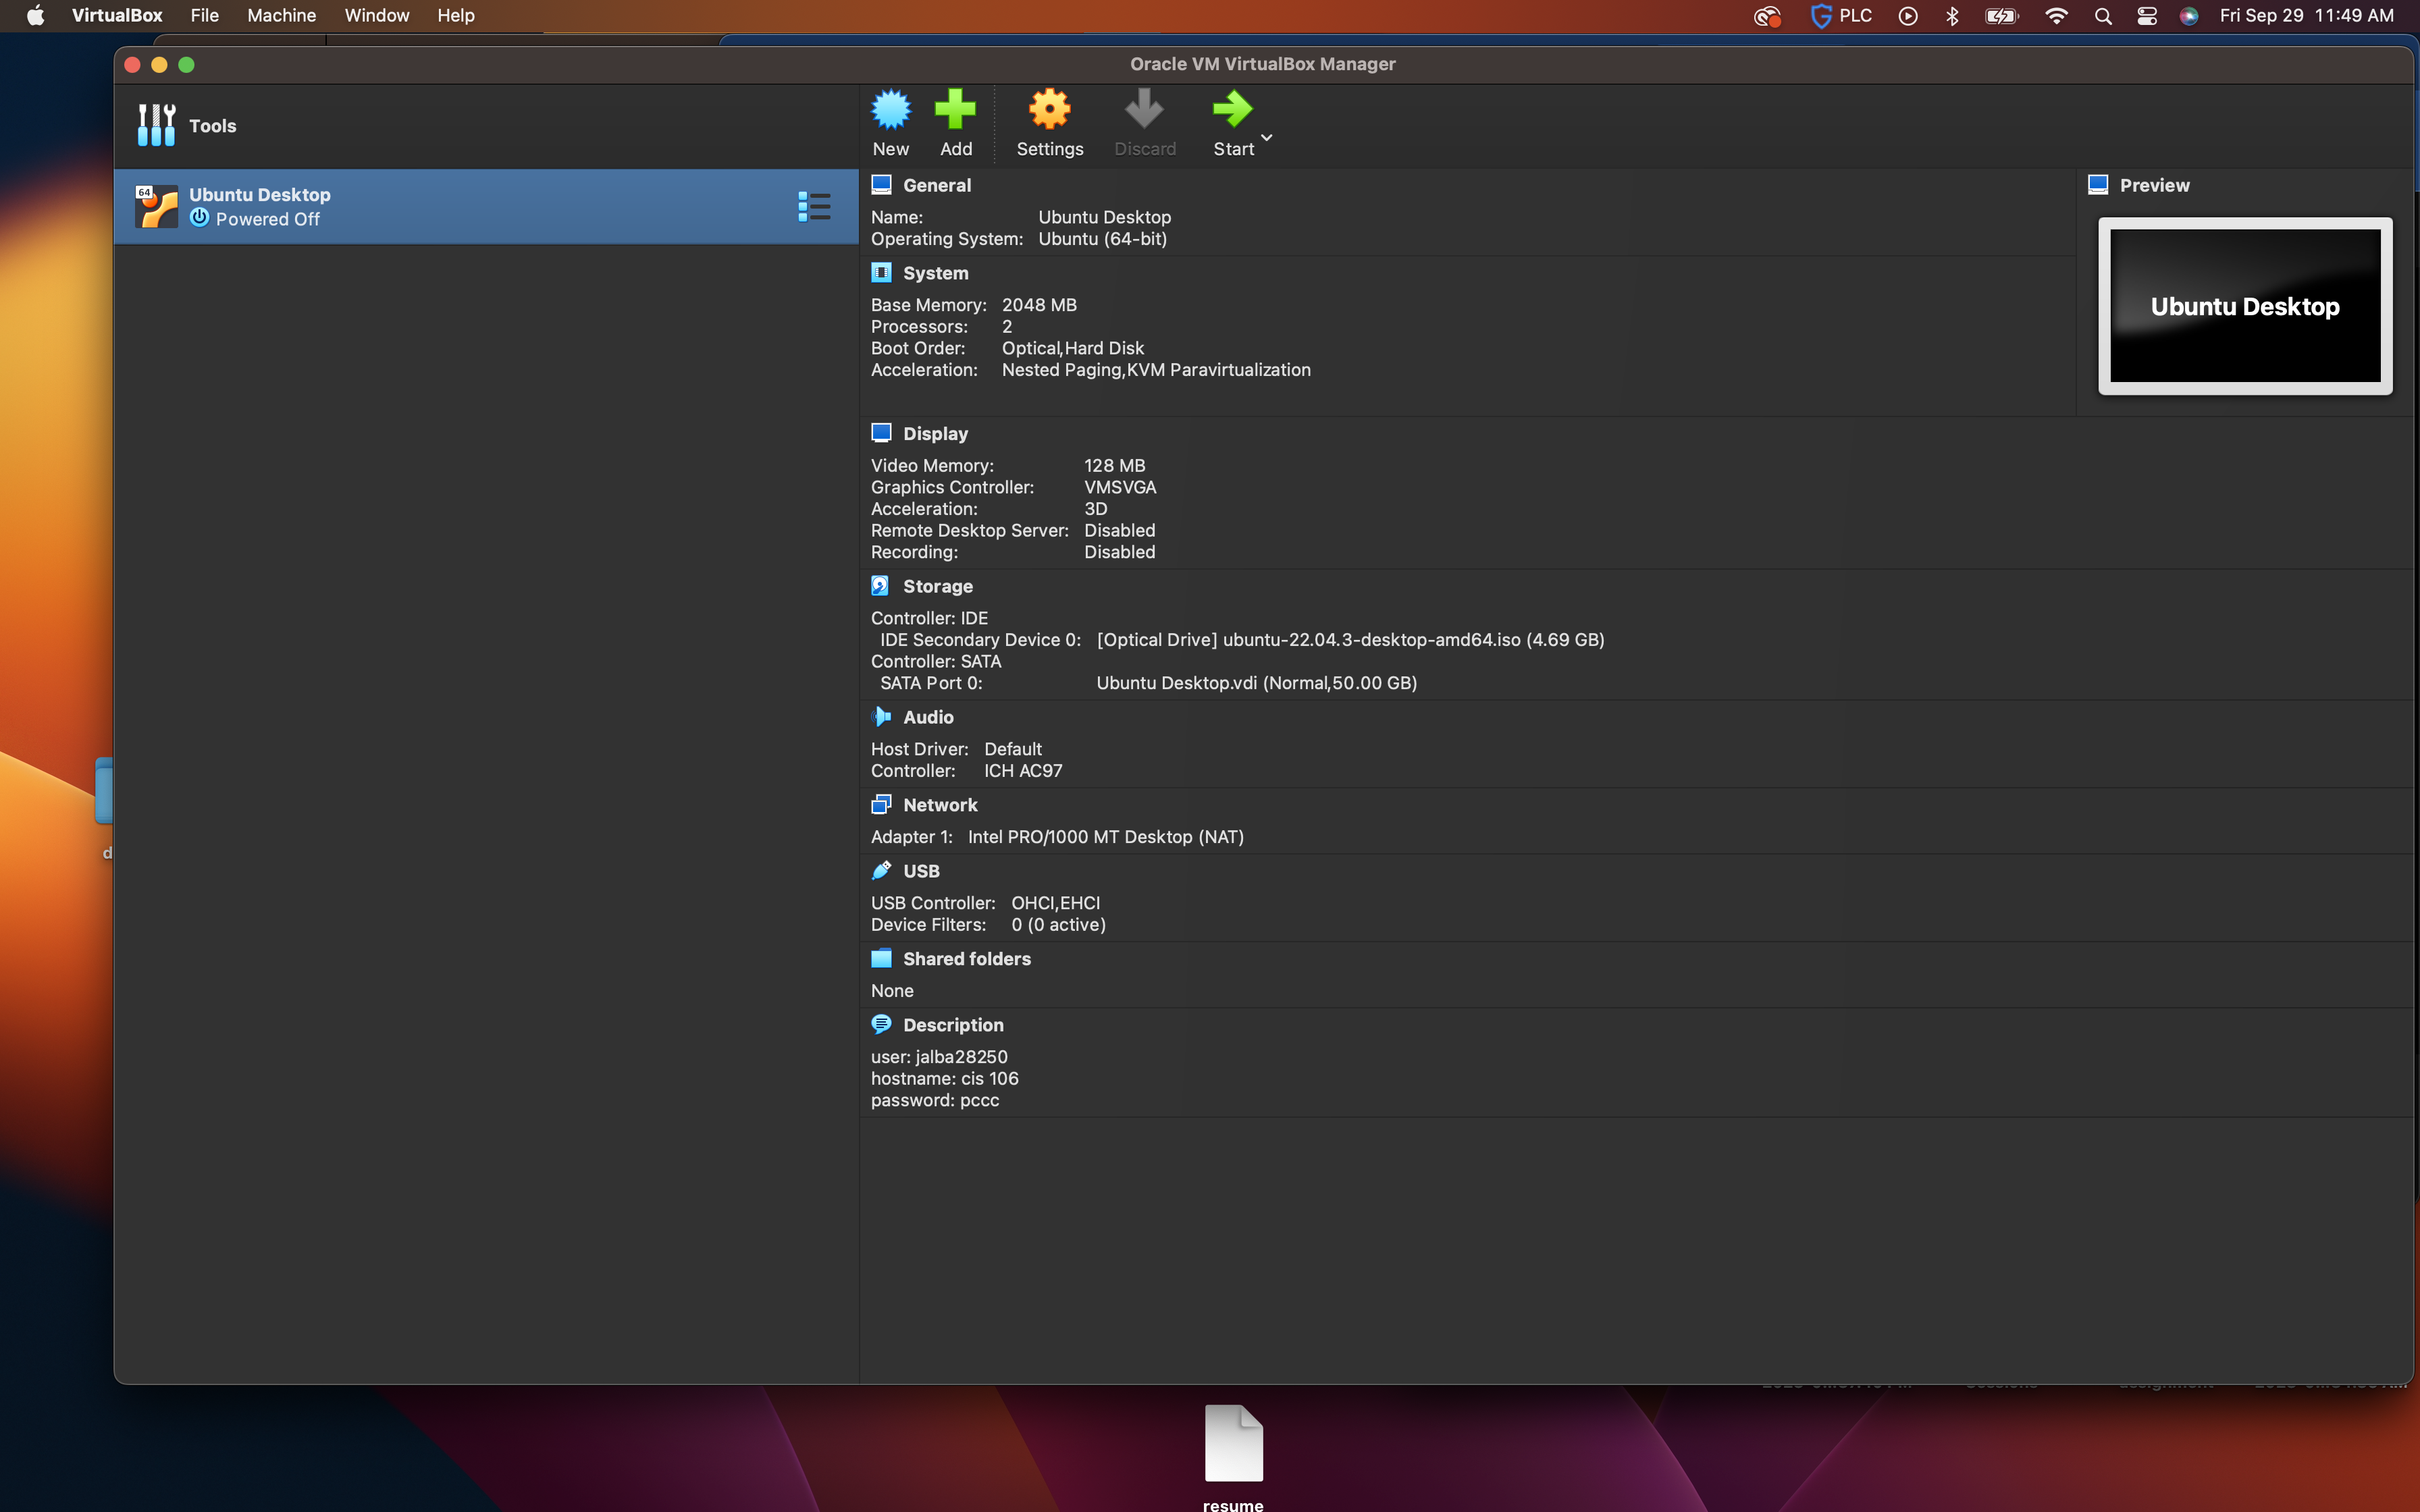 VirtualBox File Machine Window Help PLC Fri Sep 29 11:49 AM
Oracle VM VirtualBox Manager
Tools
New Add Settings Discard Start
64
Ubuntu Desktop
Powered Off
General
Name: Ubuntu Desktop
Operating System: Ubuntu (64-bit)
Preview
Ubuntu Desktop
System
Base Memory: 2048 MB
Processors: 2
Boot Order: Optical,Hard Disk
Acceleration: Nested Paging,KVM Paravirtualization
Display
Video Memory: 128 MB
Graphics Controller: VMSVGA
Acceleration: 3D
Remote Desktop Server: Disabled
Recording: Disabled
Storage
Controller: IDE
IDE Secondary Device 0: [Optical Drive] ubuntu-22.04.3-desktop-amd64.iso (4.69 GB)
Controller: SATA
SATA Port 0: Ubuntu Desktop.vdi (Normal,50.00 GB)
Audio
Host Driver: Default
Controller: ICH AC97
Network
Adapter 1: Intel PRO/1000 MT Desktop (NAT)
USB
USB Controller: OHCI,EHCI
Device Filters: 0 (0 active)
Shared folders
None
Description
user: jalba28250
hostname: cis 106
password: pccc
d
resume